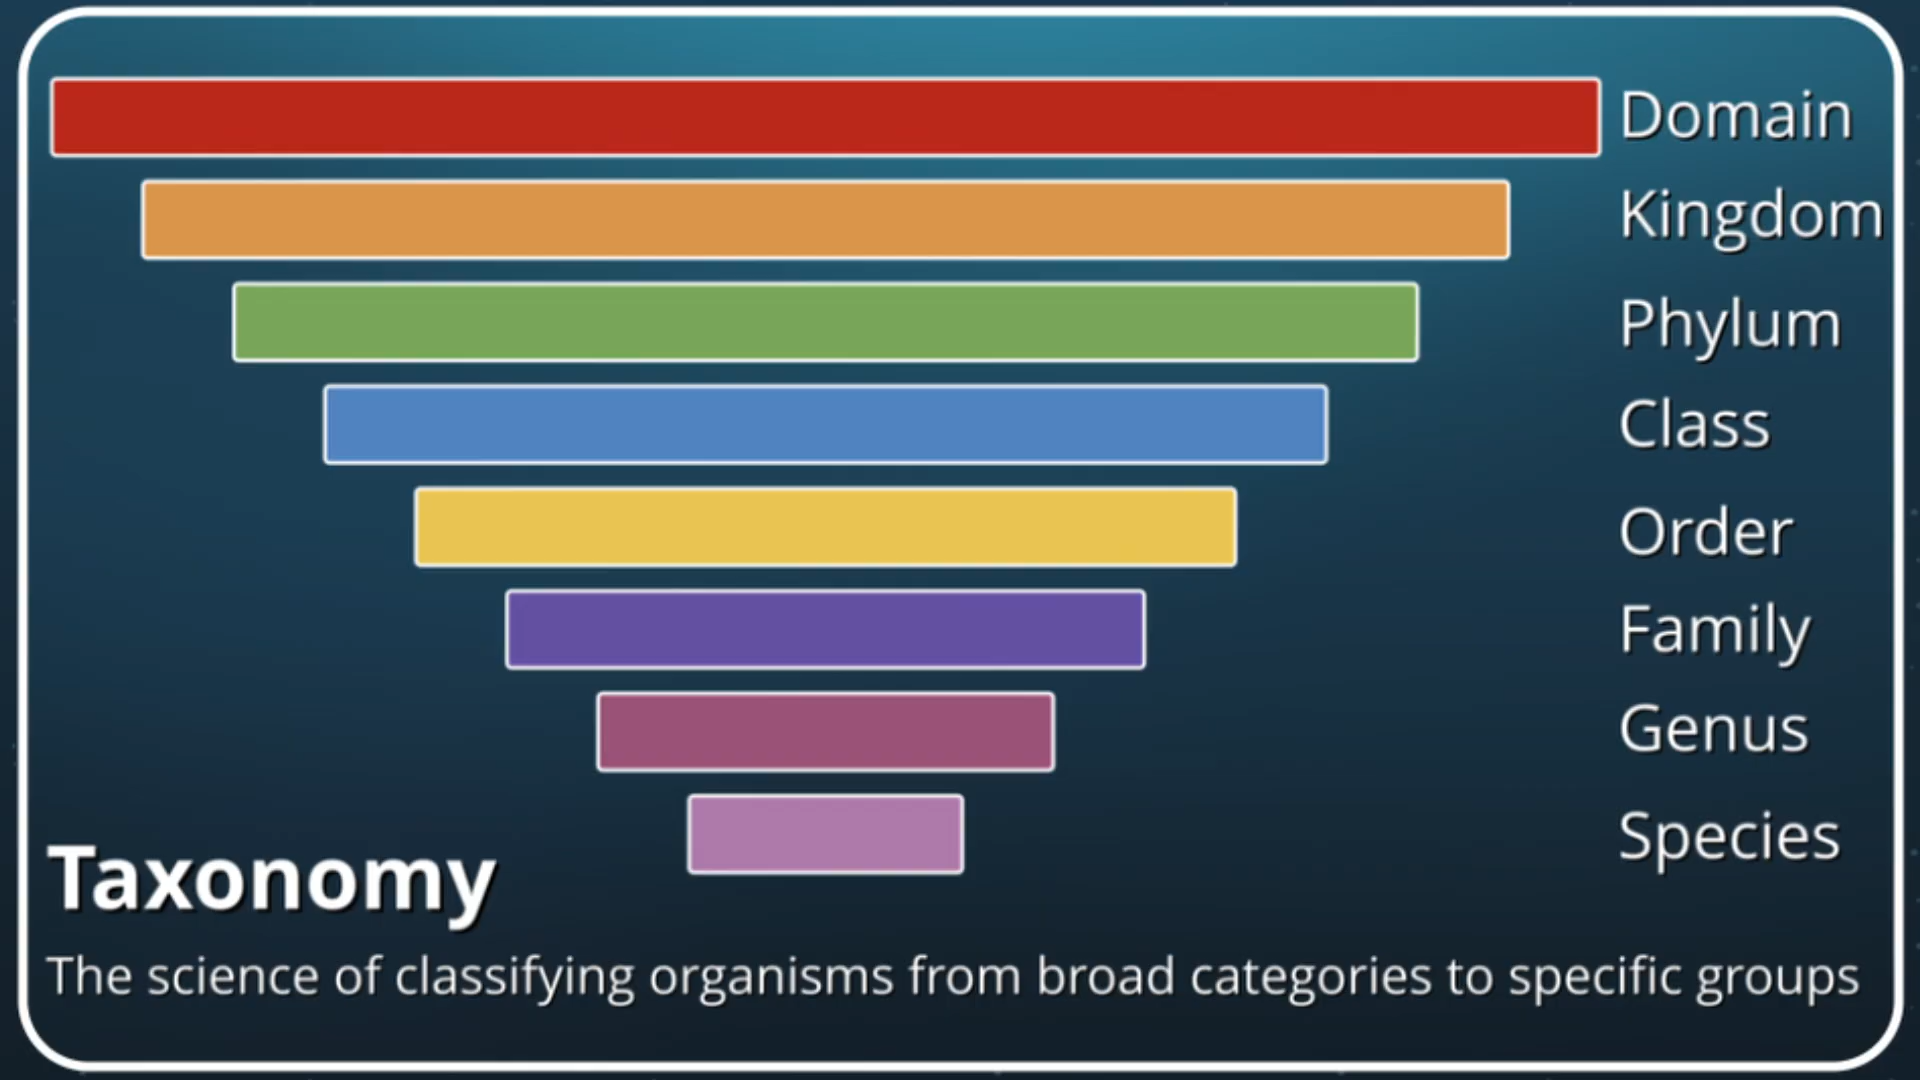 Domain
Kingdom
Phylum
Class
Order
Family
Genus
Species
Taxonomy
The science of classifying organisms from broad categories to specific groups